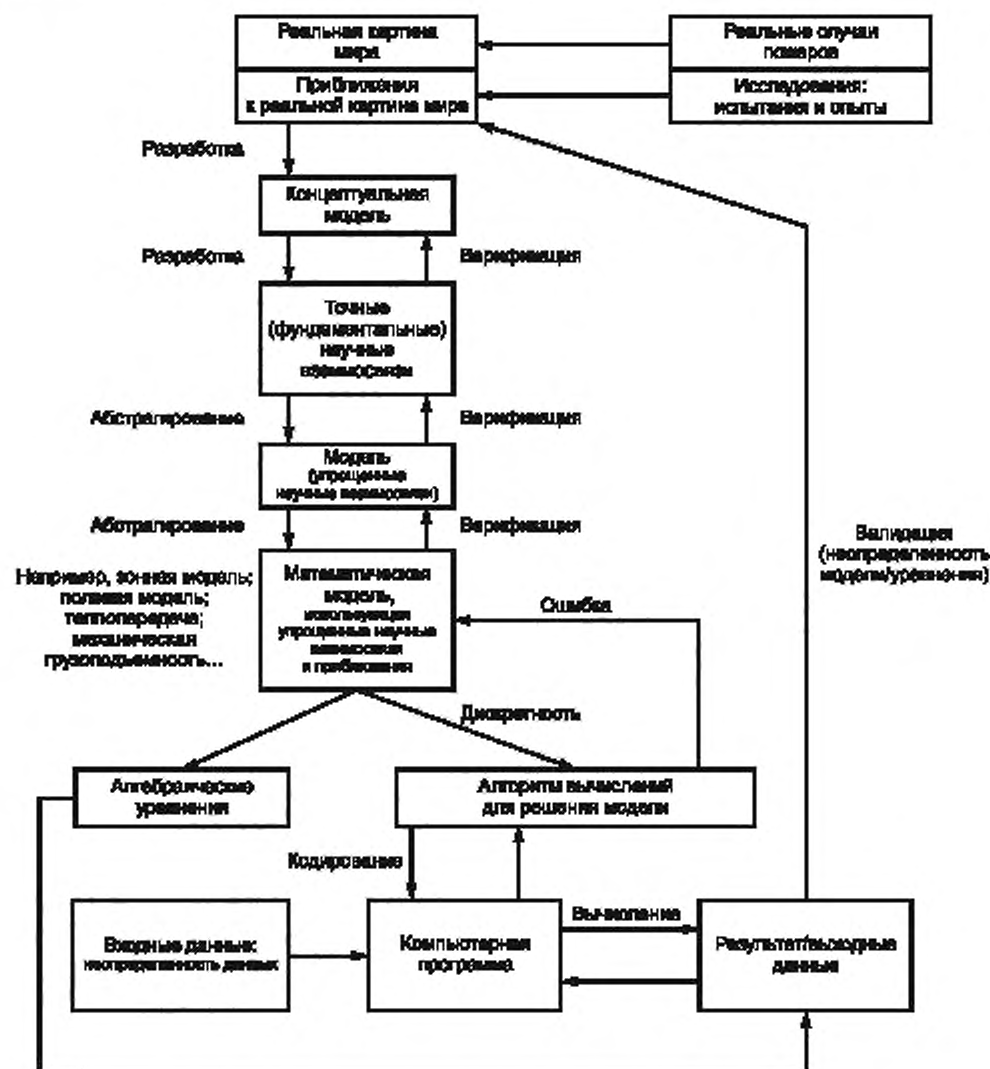 Реальная картина
мира
Реальные случаи
пожаров
Приближения
к реальной картине мира
Исследования:
испытания и опыты
Разработка
Концептуальная
модель
Разработка
Верификация
Точные
(фундаментальные)
научные
взаимосвязи
Абстрагирование
Верификация
Модель
(упрощенные
научные взаимосвязи)
Абстрагирование
Верификация
Валидация
(неопределенность
модели/уравнения)
Например, зонная модель;
полевая модель;
теплопередача;
механическая
грузоподъемность...
Математическая
модель,
использующая
упрощенные научные
взаимосвязи
и приближения
Ошибка
Дискретность
Алгебраические
уравнения
Алгоритм вычислений
для решения модели
Кодирование
Входные данные:
неопределенность данных
Компьютерная
программа
Вычисление
Результат/выходные
данные